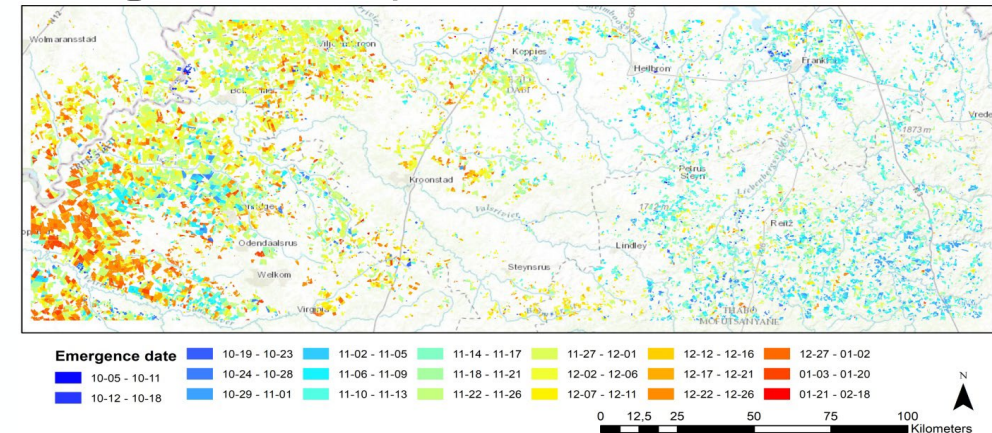 Wolmaransstad
N12
Koppies
Heilbron
Frankfort
Vrede
1873 m
Kroonstad
Petrus
Steyn
Valsrivier
Liebenbergsvlei
Reitz
Odendaalsrus
Lindley
Welkom
Steynsrus
Virginia
THABO
MOFUTSANYANE
Emergence date
10-05 - 10-11
10-12 - 10-18
10-19 - 10-23
10-24 - 10-28
10-29 - 11-01
11-02 - 11-05
11-06 - 11-09
11-10 - 11-13
11-14 - 11-17
11-18 - 11-21
11-22 - 11-26
11-27 - 12-01
12-02 - 12-06
12-07 - 12-11
12-12 - 12-16
12-17 - 12-21
12-22 - 12-26
12-27 - 01-02
01-03 - 01-20
01-21 - 02-18
N
0 12,5 25 50 75 100
Kilometers